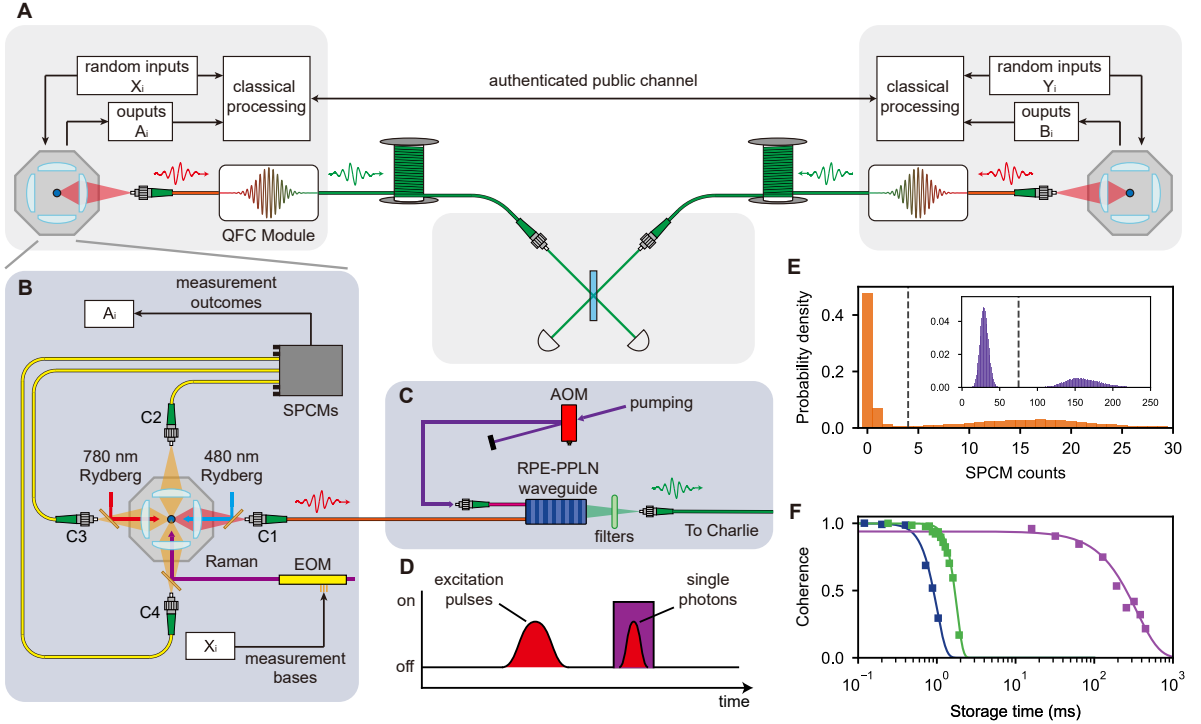 A
random inputs
Xᵢ
ouputs
Aᵢ
classical
processing
authenticated public channel
classical
processing
random inputs
Yᵢ
ouputs
Bᵢ
QFC Module
B
measurement
outcomes
Aᵢ
SPCMs
C2
780 nm
Rydberg
480 nm
Rydberg
C3
C1
Raman
EOM
C4
Xᵢ
measurement
bases
C
AOM
pumping
RPE-PPLN
waveguide
filters
To Charlie
D
excitation
pulses
single
photons
on
off
time
E
Probability density
0.4
0.2
0.0
0 5 10 15 20 25 30
SPCM counts
0.04
0.02
0.00
0 50 100 150 200 250
F
Coherence
1.0
0.5
0.0
10⁻¹ 10⁰ 10¹ 10² 10³
Storage time (ms)